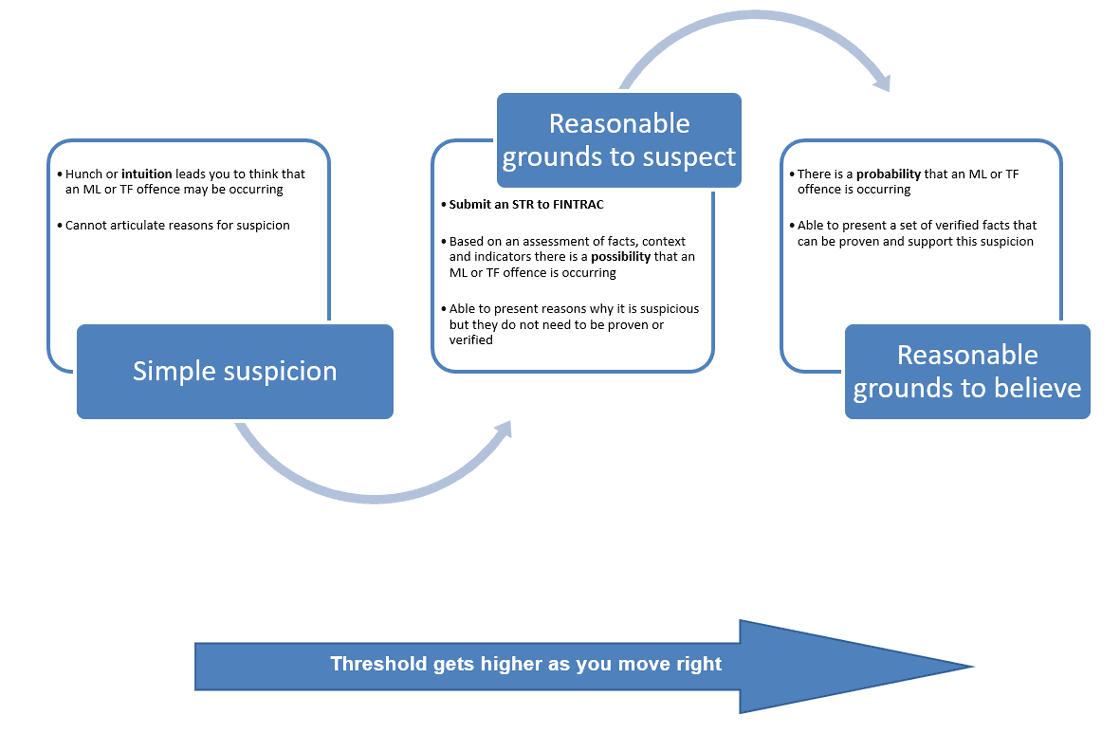 • Hunch or intuition leads you to think that
an ML or TF offence may be occurring
• Cannot articulate reasons for suspicion
Simple suspicion
Reasonable
grounds to suspect
• Submit an STR to FINTRAC
• Based on an assessment of facts, context
and indicators there is a possibility that an
ML or TF offence is occurring
• Able to present reasons why it is suspicious
but they do not need to be proven or
verified
• There is a probability that an ML or TF
offence is occurring
• Able to present a set of verified facts that
can be proven and support this suspicion
Reasonable
grounds to believe
Threshold gets higher as you move right